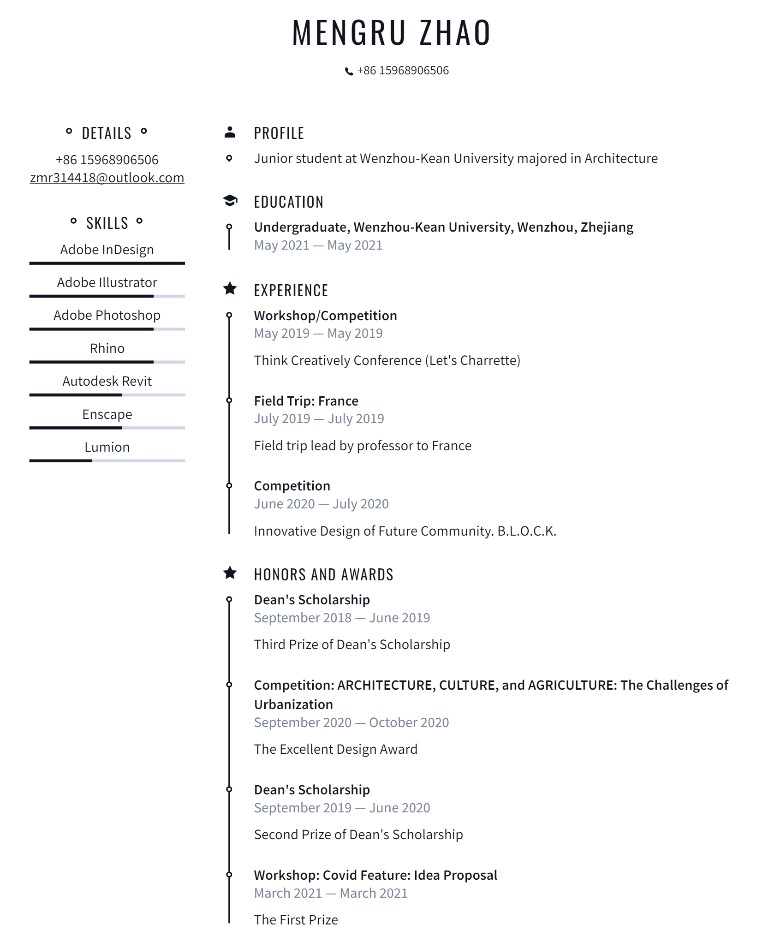 MENGRU ZHAO
+86 15968906506
DETAILS
+86 15968906506
zmr314418@outlook.com
SKILLS
Adobe InDesign
Adobe Illustrator
Adobe Photoshop
Rhino
Autodesk Revit
Enscape
Lumion
PROFILE
Junior student at Wenzhou-Kean University majored in Architecture
EDUCATION
Undergraduate, Wenzhou-Kean University, Wenzhou, Zhejiang
May 2021 — May 2021
EXPERIENCE
Workshop/Competition
May 2019 — May 2019
Think Creatively Conference (Let's Charrette)
Field Trip: France
July 2019 — July 2019
Field trip lead by professor to France
Competition
June 2020 — July 2020
Innovative Design of Future Community. B.L.O.C.K.
HONORS AND AWARDS
Dean's Scholarship
September 2018 — June 2019
Third Prize of Dean's Scholarship
Competition: ARCHITECTURE, CULTURE, and AGRICULTURE: The Challenges of
Urbanization
September 2020 — October 2020
The Excellent Design Award
Dean's Scholarship
September 2019 — June 2020
Second Prize of Dean's Scholarship
Workshop: Covid Feature: Idea Proposal
March 2021 — March 2021
The First Prize